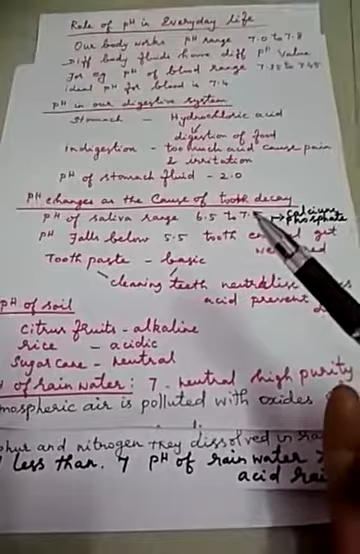 Role of pH in Everyday life
Our body works pH range 7.0 to 7.8
Diff body fluids have diff pH value
For eg pH of blood range 7.35 to 7.45
ideal pH for blood is 7.4
pH in our digestive system
Stomach - Hydrochloric acid
digestion of food
Indigestion - too much acid cause pain
& irritation
pH of stomach fluid - 2.0
pH changes as the Cause of tooth decay
pH of saliva range 6.5 to 7. → calcium phosphate
pH Falls below 5.5 tooth get
Tooth paste - basic
cleaning teeth neutralise
acid prevent
pH of soil
Citrus fruits - alkaline
rice - acidic
Sugarcane - neutral
of rain water: 7 - neutral high purity
mospheric air is polluted with oxides
phur and nitrogen they dissolved in
less than. 7 pH of rain water
acid rai